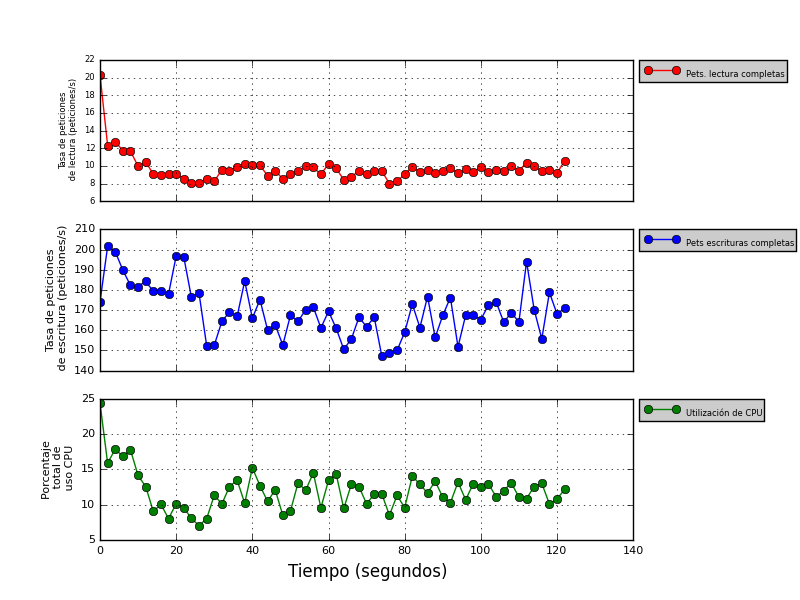 22
20
18
16
14
12
10
8
6
Tasa de peticiones
de lectura (peticiones/s)
Pets. lectura completas
210
200
190
180
170
160
150
140
Tasa de peticiones
de escritura (peticiones/s)
Pets escrituras completas
25
20
15
10
5
Porcentaje
total de
uso CPU
Utilización de CPU
0 20 40 60 80 100 120 140
Tiempo (segundos)